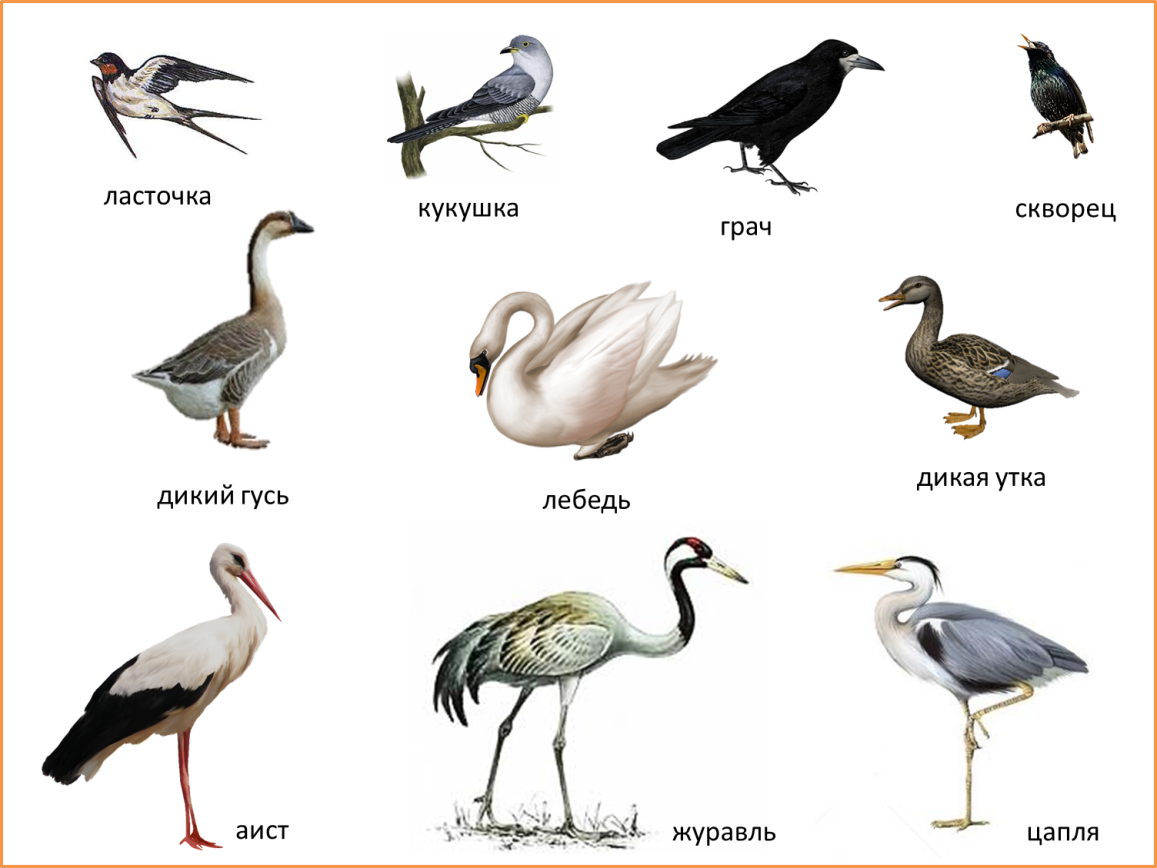 ласточка
кукушка
грач
скворец
дикий гусь
лебедь
дикая утка
аист
журавль
цапля